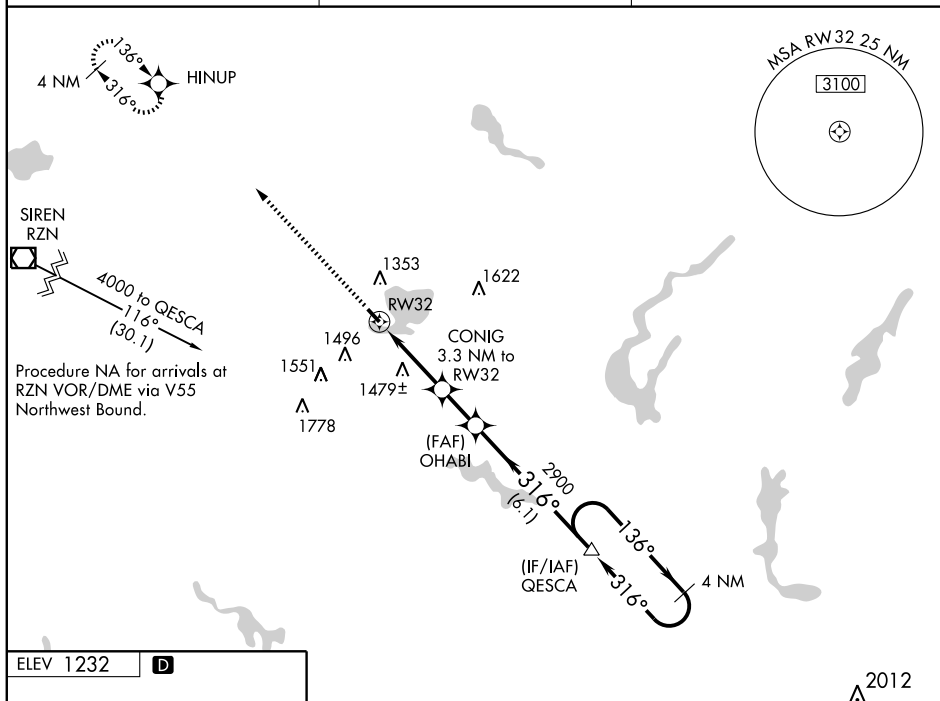 136°
4 NM
HINUP
316°
MSA RW32 25 NM
3100
SIREN
RZN
4000 to QESCA
116°
(30.1)
Procedure NA for arrivals at
RZN VOR/DME via V55
Northwest Bound.
1353
1622
RW32
1496
CONIG
3.3 NM to
RW32
1551
1479±
1778
(FAF)
OHABI
2900
316°
(6.1)
136°
(IF/IAF)
QESCA
316°
4 NM
ELEV 1232 D
2012